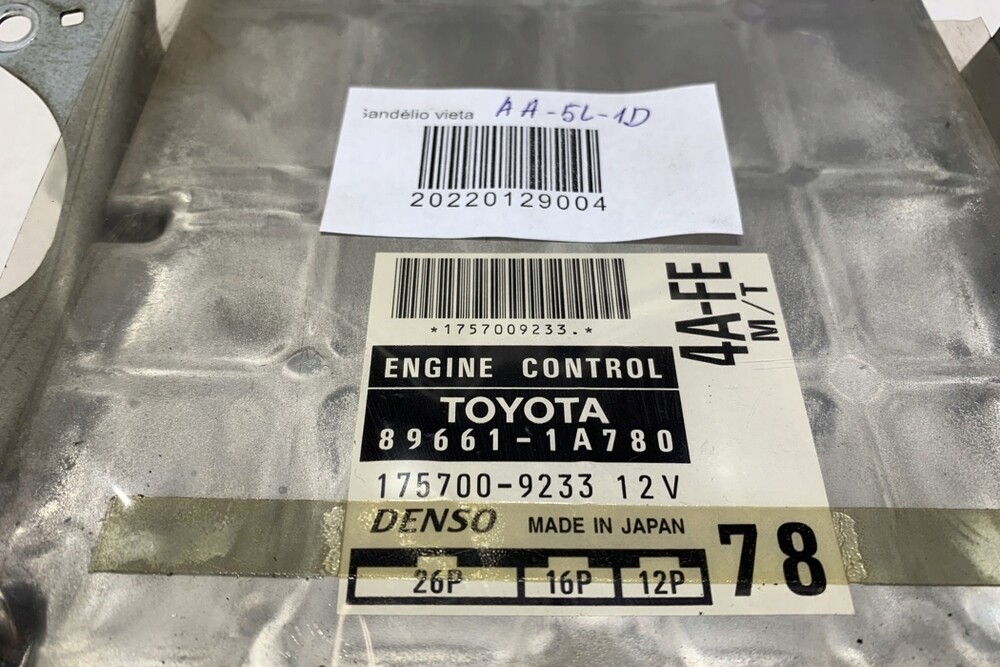 Sandėlio vieta AA-5L-1D
20220129004
*1757009233.*
4A-FE
M/T
ENGINE CONTROL
TOYOTA
89661-1A780
175700-9233 12V
DENSO MADE IN JAPAN
78
26P 16P 12P